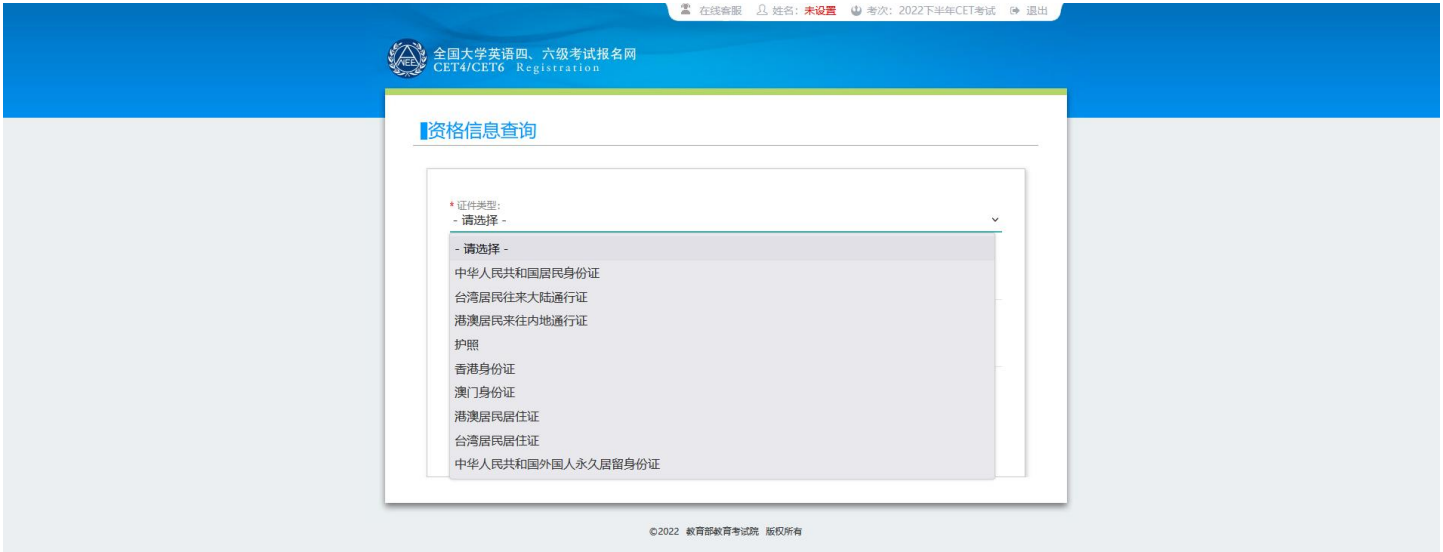 在线客服 姓名：未设置 考次：2022下半年CET考试 退出
NEEA
全国大学英语四、六级考试报名网
CET4/CET6 Registration
资格信息查询
* 证件类型：
- 请选择 -
- 请选择 -
中华人民共和国居民身份证
台湾居民往来大陆通行证
港澳居民来往内地通行证
护照
香港身份证
澳门身份证
港澳居民居住证
台湾居民居住证
中华人民共和国外国人永久居留身份证
©2022 教育部教育考试院 版权所有